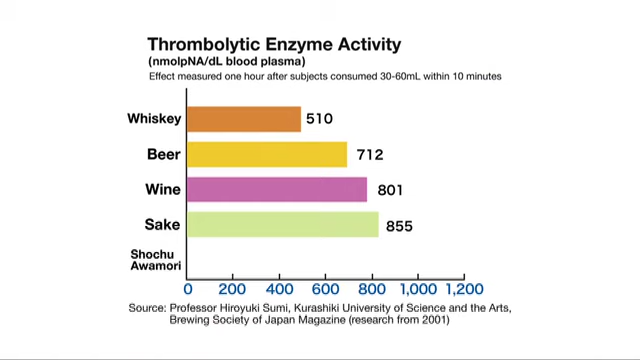 Thrombolytic Enzyme Activity
(nmolpNA/dL blood plasma)
Effect measured one hour after subjects consumed 30-60mL within 10 minutes
Whiskey 510
Beer 712
Wine 801
Sake 855
Shochu
Awamori
0 200 400 600 800 1,000 1,200
Source: Professor Hiroyuki Sumi, Kurashiki University of Science and the Arts,
Brewing Society of Japan Magazine (research from 2001)